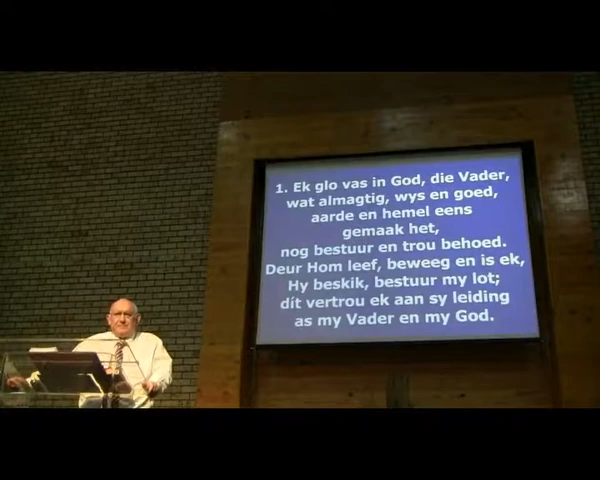 1. Ek glo vas in God, die Vader,
wat almagtig, wys en goed,
aarde en hemel eens
gemaak het,
nog bestuur en trou behoed.
Deur Hom leef, beweeg en is ek,
Hy beskik, bestuur my lot;
dít vertrou ek aan sy leiding
as my Vader en my God.